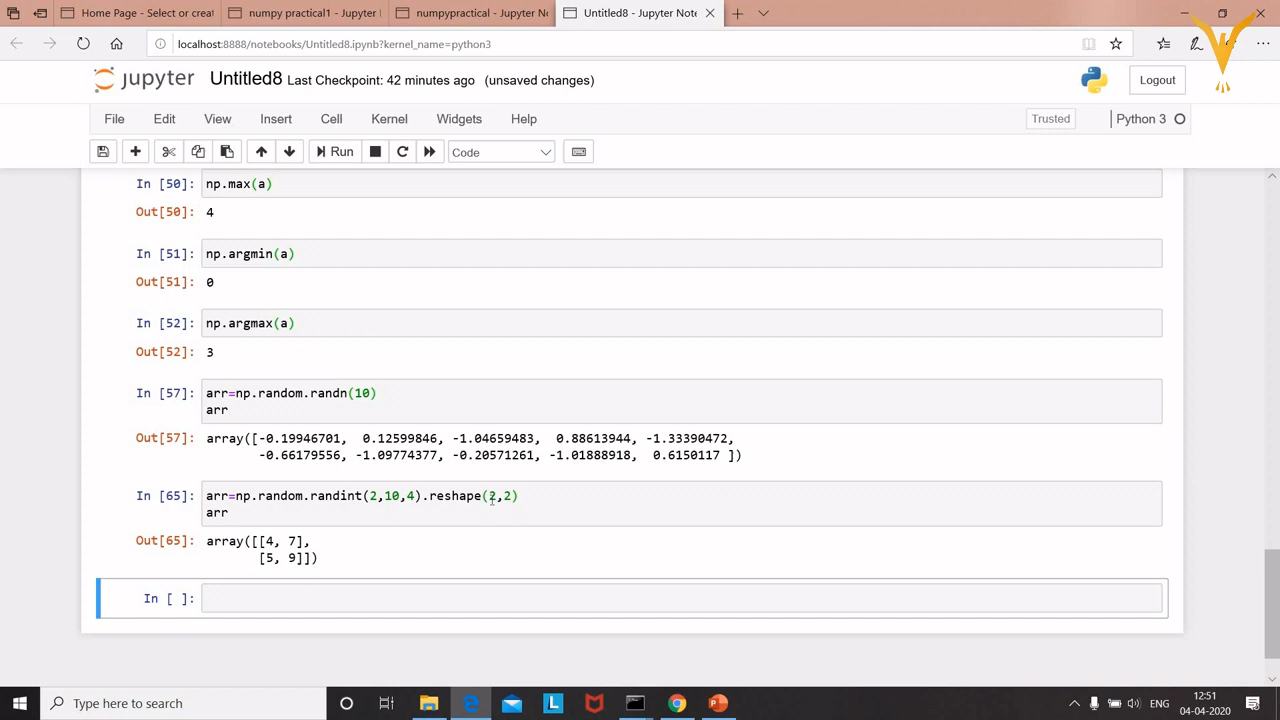 Home Page - Select or creat
numpy practical1 - Jupyter I
numpypractical - Jupyter No
Untitled8 - Jupyter Note
localhost:8888/notebooks/Untitled8.ipynb?kernel_name=python3
jupyter Untitled8 Last Checkpoint: 42 minutes ago (unsaved changes)
Logout
File Edit View Insert Cell Kernel Widgets Help
Trusted
Python 3
Run
Code
In [50]: np.max(a)
Out[50]: 4
In [51]: np.argmin(a)
Out[51]: 0
In [52]: np.argmax(a)
Out[52]: 3
In [57]: arr=np.random.randn(10)
arr
Out[57]: array([-0.19946701,  0.12599846, -1.04659483,  0.88613944, -1.33390472,
-0.66179556, -1.09774377, -0.20571261, -1.01888918,  0.6150117 ])
In [65]: arr=np.random.randint(2,10,4).reshape(2,2)
arr
Out[65]: array([[4, 7],
[5, 9]])
In [ ]:
Type here to search
L
ENG
12:51
04-04-2020